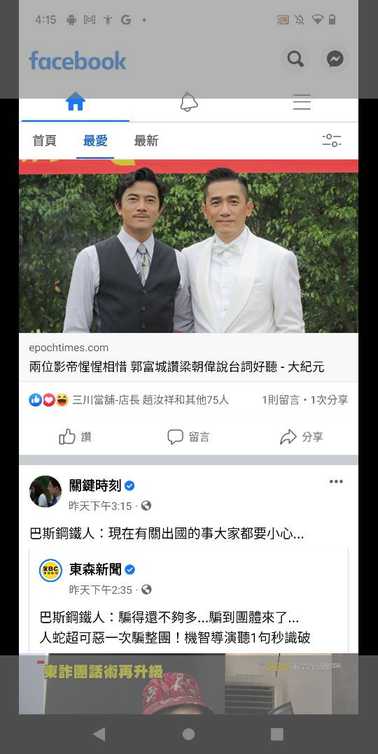 4:15
facebook
首頁 最愛 最新
epochtimes.com
兩位影帝惺惺相惜 郭富城讚梁朝偉說台詞好聽 - 大紀元
三川當舖-店長 趙汝祥和其他75人 1則留言・1次分享
讚 留言 分享
關鍵時刻
昨天下午3:15
巴斯鋼鐵人：現在有關出國的事大家都要小心...
EBC
東森新聞
昨天下午2:35
巴斯鋼鐵人：騙得還不夠多...騙到團體來了...
人蛇超可惡一次騙整團！機智導演聽1句秒識破
東詐團話術再升級